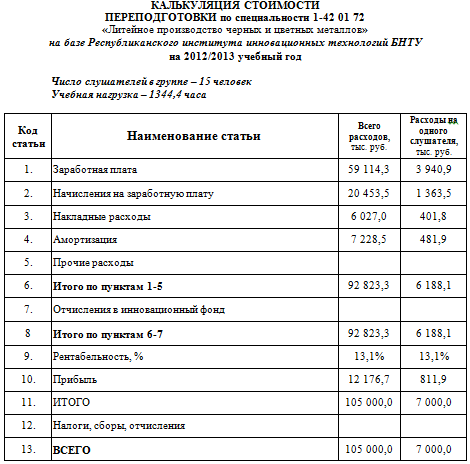 КАЛЬКУЛЯЦИЯ СТОИМОСТИ
ПЕРЕПОДГОТОВКИ по специальности 1-42 01 72
«Литейное производство черных и цветных металлов»
на базе Республиканского института инновационных технологий БНТУ
на 2012/2013 учебный год
Число слушателей в группе – 15 человек
Учебная нагрузка – 1344,4 часа
Код статьи Наименование статьи Всего расходов, тыс. руб. Расходы на одного слушателя, тыс. руб.
1. Заработная плата 59 114,3 3 940,9
2. Начисления на заработную плату 20 453,5 1 363,5
3. Накладные расходы 6 027,0 401,8
4. Амортизация 7 228,5 481,9
5. Прочие расходы
6. Итого по пунктам 1-5 92 823,3 6 188,1
7. Отчисления в инновационный фонд
8 Итого по пунктам 6-7 92 823,3 6 188,1
9. Рентабельность, % 13,1% 13,1%
10. Прибыль 12 176,7 811,9
11. ИТОГО 105 000,0 7 000,0
12. Налоги, сборы, отчисления
13. ВСЕГО 105 000,0 7 000,0